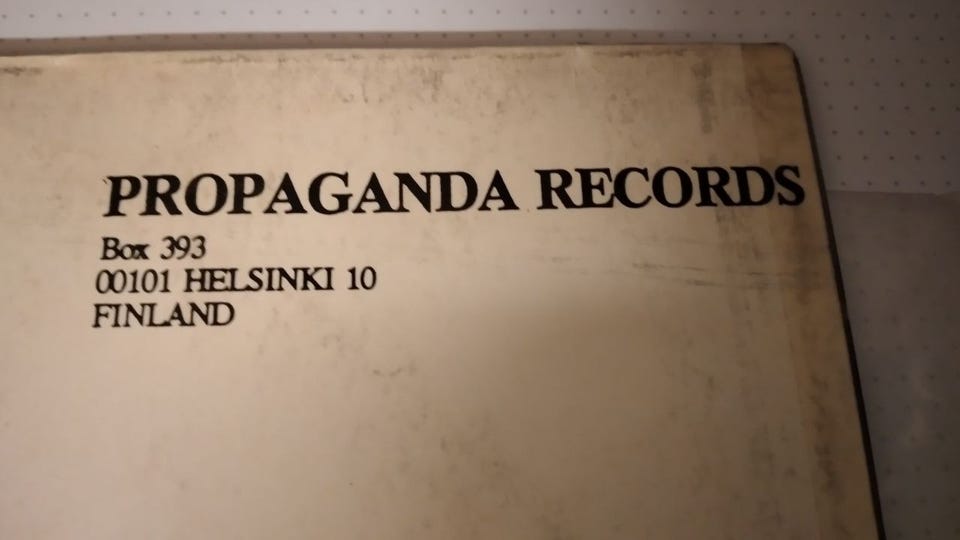 PROPAGANDA RECORDS
Box 393
00101 HELSINKI 10
FINLAND